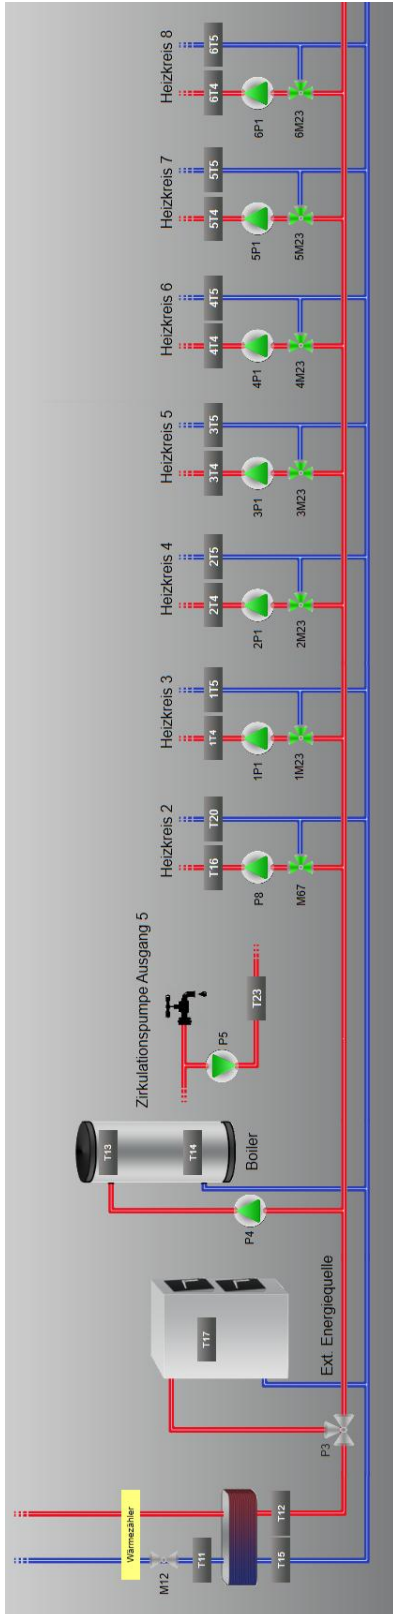 Wärmezähler
M12
T11
T15
T12
P3
Ext. Energiequelle
T17
P4
Boiler
T13
T14
Zirkulationspumpe Ausgang 5
P5
T23
Heizkreis 2
T16
T20
P8
M67
Heizkreis 3
1T4
1T5
1P1
1M23
Heizkreis 4
2T4
2T5
2P1
2M23
Heizkreis 5
3T4
3T5
3P1
3M23
Heizkreis 6
4T4
4T5
4P1
4M23
Heizkreis 7
5T4
5T5
5P1
5M23
Heizkreis 8
6T4
6T5
6P1
6M23